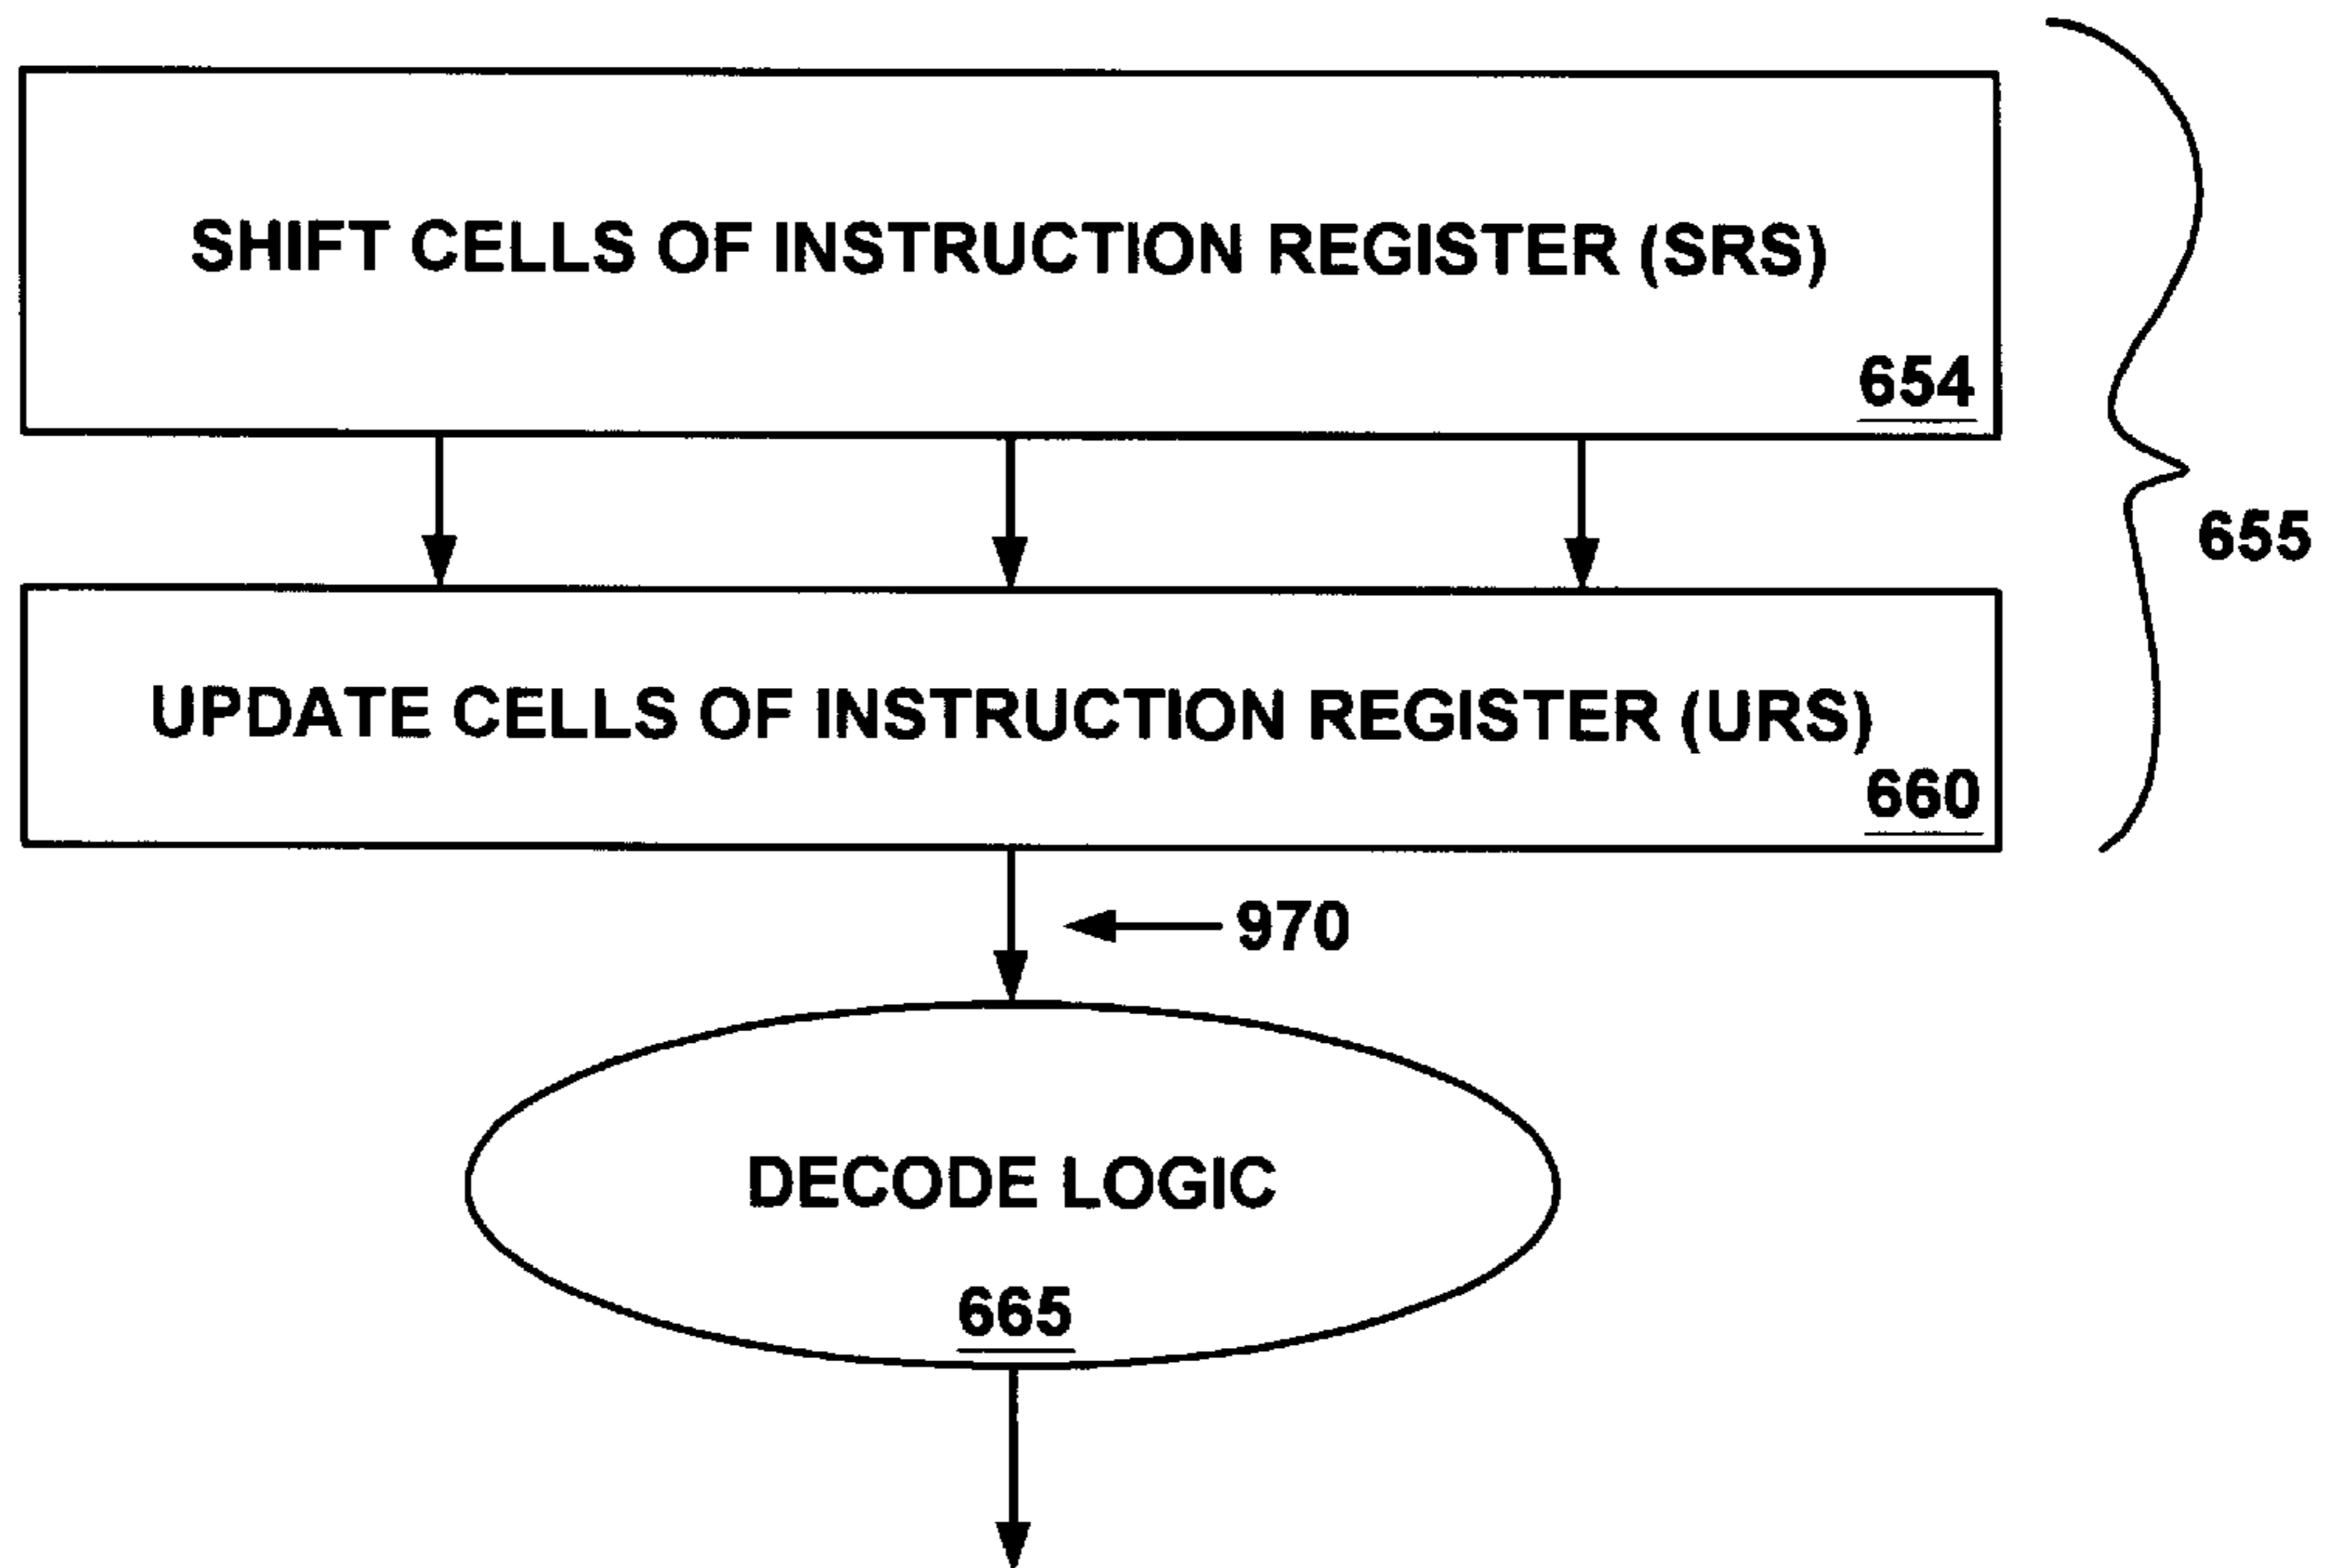 SHIFT CELLS OF INSTRUCTION REGISTER (SRS)
654
655
UPDATE CELLS OF INSTRUCTION REGISTER (URS)
660
970
DECODE LOGIC
665